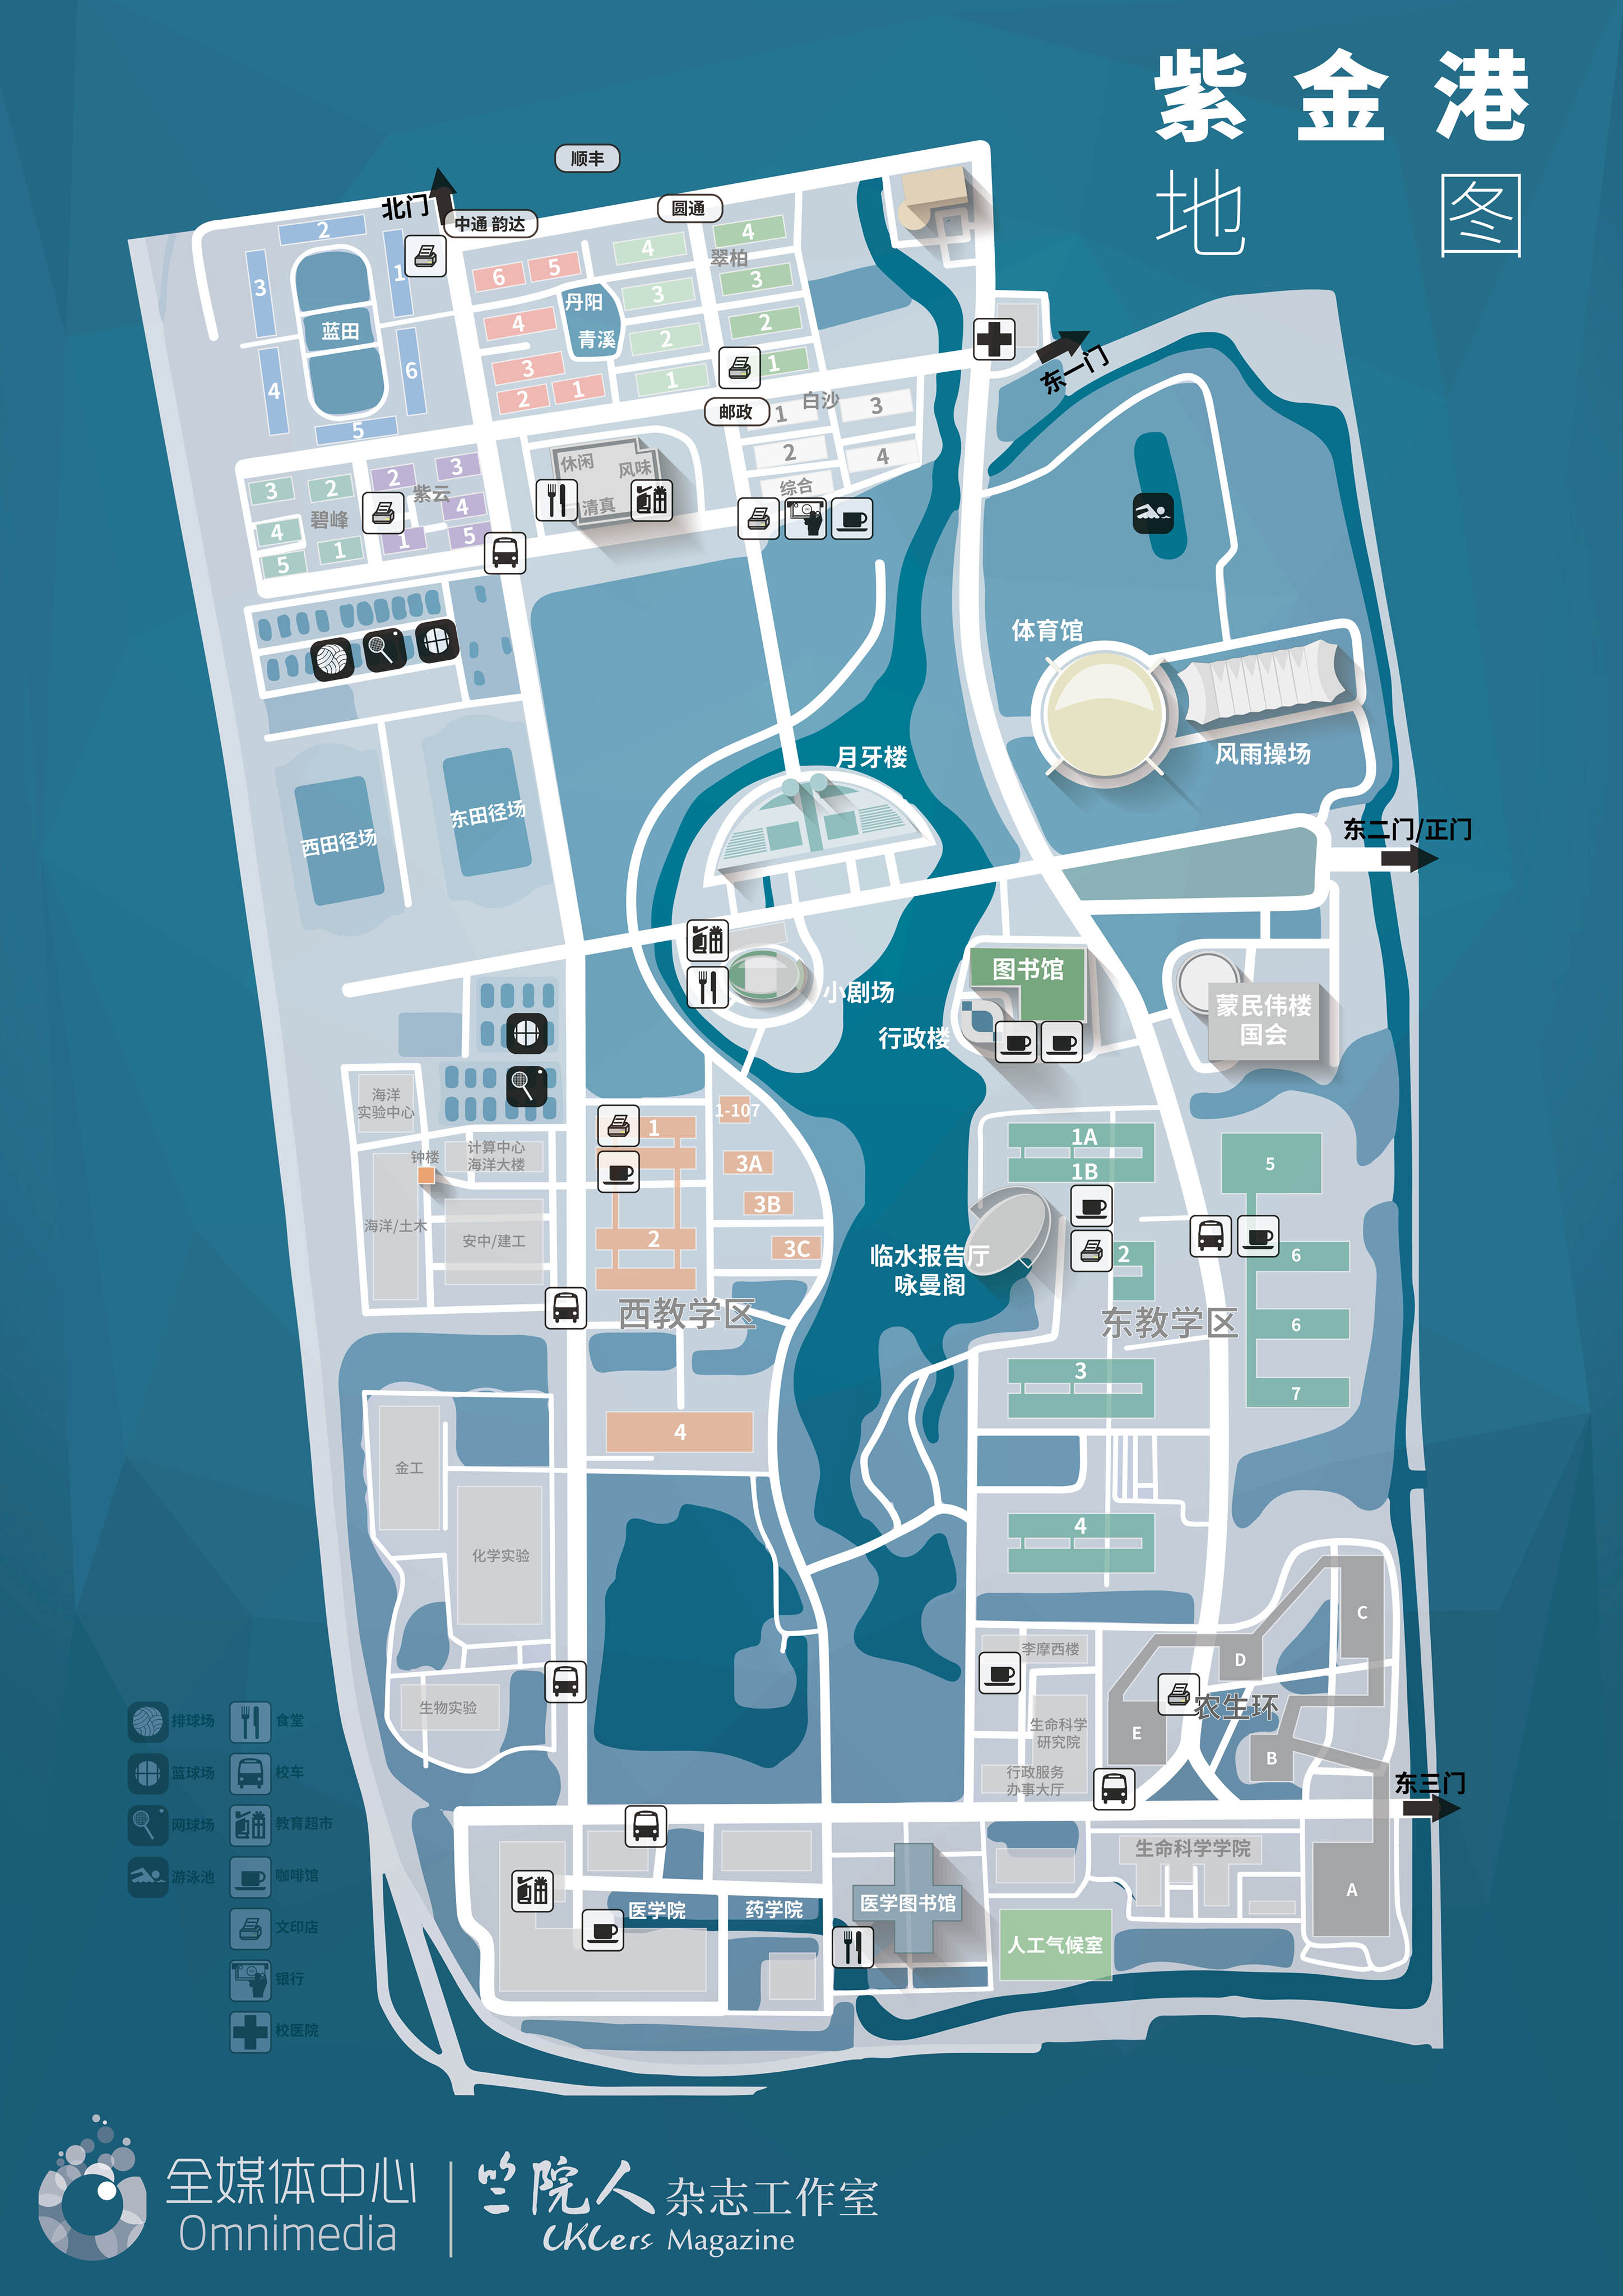 紫金港
地图
顺丰
北门
中通 韵达
圆通
2
3
1
蓝田
4
6
5
6
5
4
3
2
1
丹阳
青溪
4
3
2
1
翠柏
4
3
2
1
东一门
邮政
白沙
1
3
2
4
综合
休闲
风味
清真
3
2
4
1
5
碧峰
2
3
紫云
4
1
5
体育馆
风雨操场
月牙楼
西田径场
东田径场
东二门/正门
小剧场
图书馆
行政楼
蒙民伟楼
国会
海洋
实验中心
钟楼
计算中心
海洋大楼
海洋/土木
安中/建工
1
1-107
3A
3B
2
3C
西教学区
4
1A
1B
临水报告厅
咏曼阁
2
5
6
6
7
东教学区
3
4
金工
化学实验
生物实验
李摩西楼
生命科学
研究院
行政服务
办事大厅
C
D
农生环
E
B
东三门
A
医学院
药学院
医学图书馆
生命科学学院
人工气候室
排球场
食堂
篮球场
校车
网球场
教育超市
游泳池
咖啡馆
文印店
银行
校医院
全媒体中心
Omnimedia
竺院人 杂志工作室
CKCers Magazine